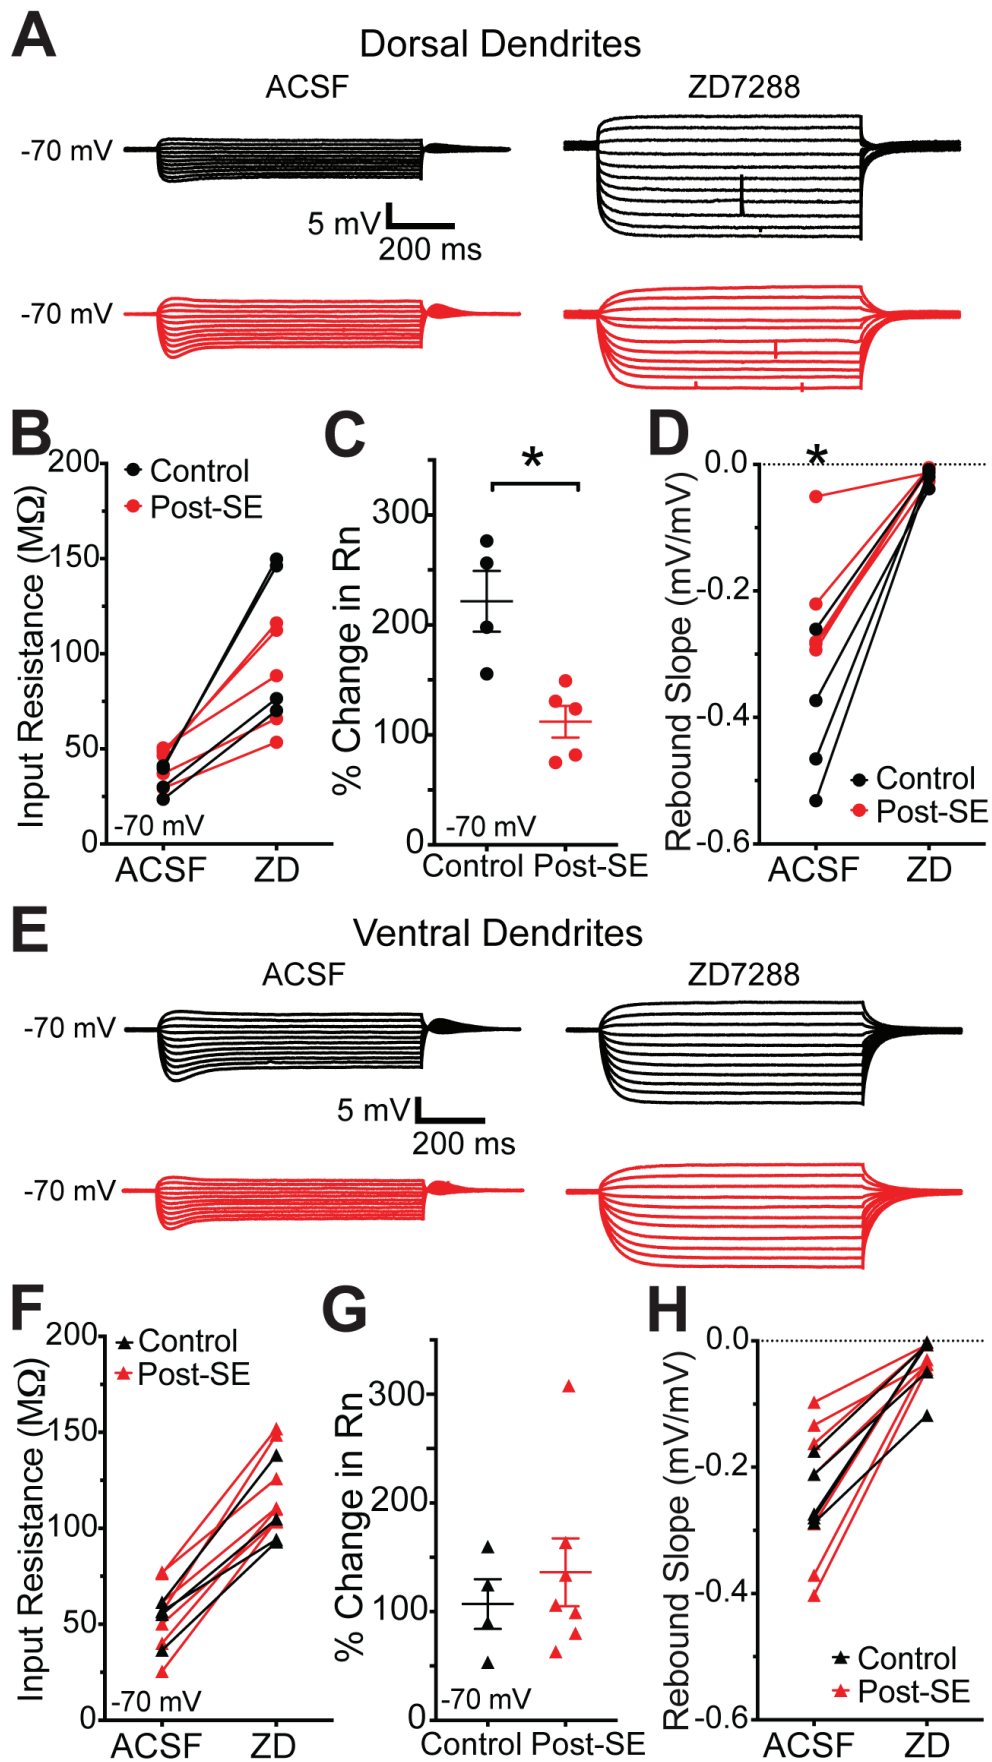 A
Dorsal Dendrites
ACSF ZD7288
-70 mV
5 mV
200 ms
-70 mV
B C D
200
150
100
50
0
Input Resistance (MΩ)
Control
Post-SE
-70 mV
ACSF ZD
*
300
200
100
0
% Change in Rn
-70 mV
Control Post-SE
*
0.0
-0.2
-0.4
-0.6
Rebound Slope (mV/mV)
Control
Post-SE
ACSF ZD
E
Ventral Dendrites
ACSF ZD7288
-70 mV
5 mV
200 ms
-70 mV
F G H
200
150
100
50
0
Input Resistance (MΩ)
Control
Post-SE
-70 mV
ACSF ZD
300
200
100
0
% Change in Rn
-70 mV
Control Post-SE
0.0
-0.2
-0.4
-0.6
Rebound Slope (mV/mV)
Control
Post-SE
ACSF ZD